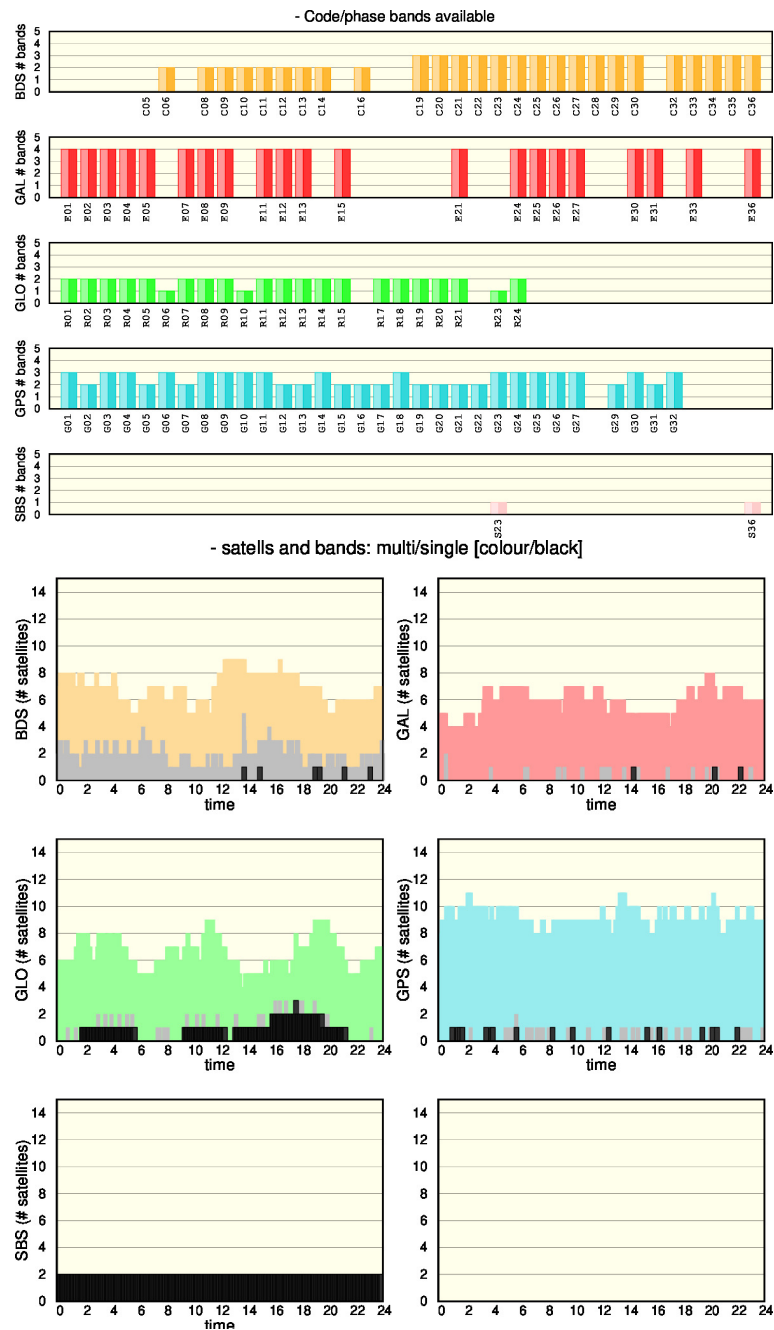 - Code/phase bands available
BDS # bands
5
4
3
2
1
0
C05 C06 C08 C09 C10 C11 C12 C13 C14 C16 C19 C20 C21 C22 C23 C24 C25 C26 C27 C28 C29 C30 C32 C33 C34 C35 C36
GAL # bands
5
4
3
2
1
0
E01 E02 E03 E04 E05 E07 E08 E09 E11 E12 E13 E15 E21 E24 E25 E26 E27 E30 E31 E33 E36
GLO # bands
5
4
3
2
1
0
R01 R02 R03 R04 R05 R06 R07 R08 R09 R10 R11 R12 R13 R14 R15 R17 R18 R19 R20 R21 R23 R24
GPS # bands
5
4
3
2
1
0
G01 G02 G03 G04 G05 G06 G07 G08 G09 G10 G11 G12 G13 G14 G15 G16 G17 G18 G19 G20 G21 G22 G23 G24 G25 G26 G27 G29 G30 G31 G32
SBS # bands
5
4
3
2
1
0
S23 S36
- satells and bands: multi/single [colour/black]
BDS (# satellites)
14
12
10
8
6
4
2
0
0 2 4 6 8 10 12 14 16 18 20 22 24
time
GAL (# satellites)
14
12
10
8
6
4
2
0
0 2 4 6 8 10 12 14 16 18 20 22 24
time
GLO (# satellites)
14
12
10
8
6
4
2
0
0 2 4 6 8 10 12 14 16 18 20 22 24
time
GPS (# satellites)
14
12
10
8
6
4
2
0
0 2 4 6 8 10 12 14 16 18 20 22 24
time
SBS (# satellites)
14
12
10
8
6
4
2
0
0 2 4 6 8 10 12 14 16 18 20 22 24
time
14
12
10
8
6
4
2
0
0 2 4 6 8 10 12 14 16 18 20 22 24